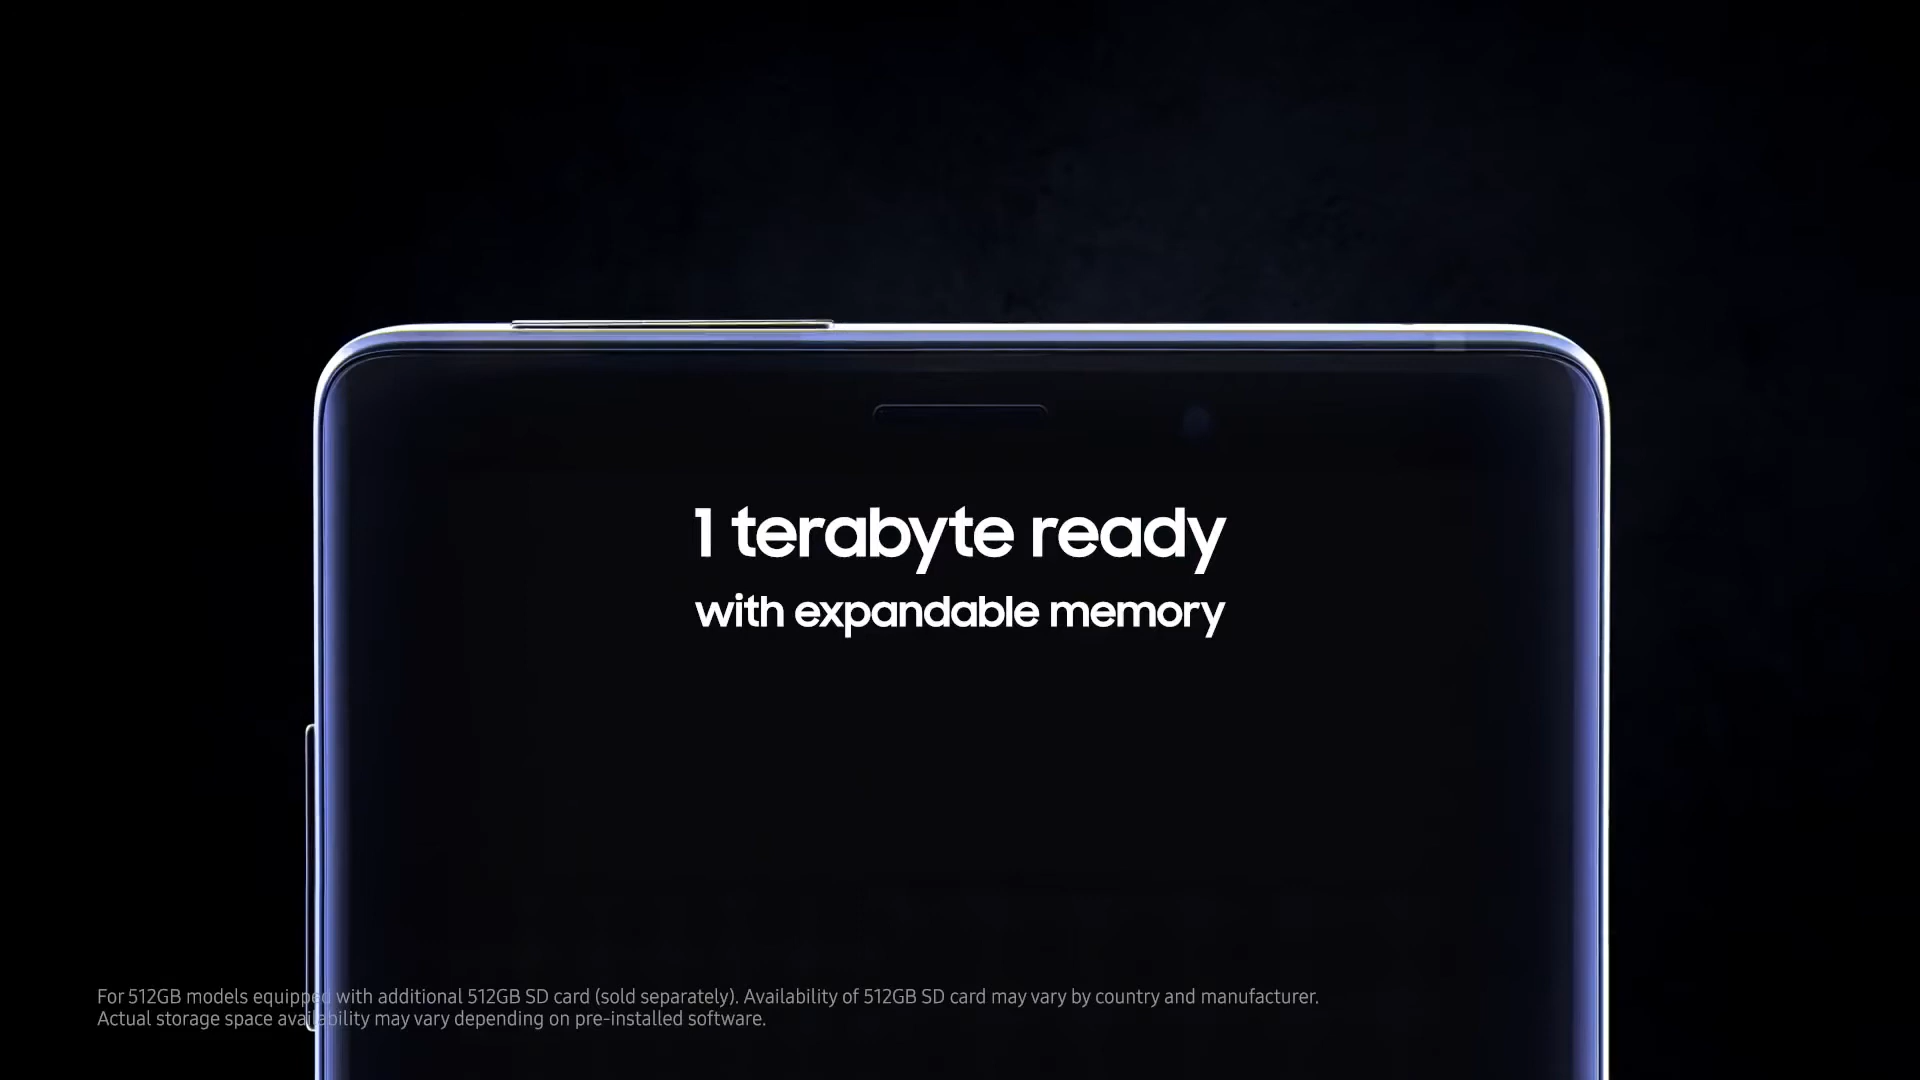 1 terabyte ready
with expandable memory
For 512GB models equipped with additional 512GB SD card (sold separately). Availability of 512GB SD card may vary by country and manufacturer.
Actual storage space availability may vary depending on pre-installed software.